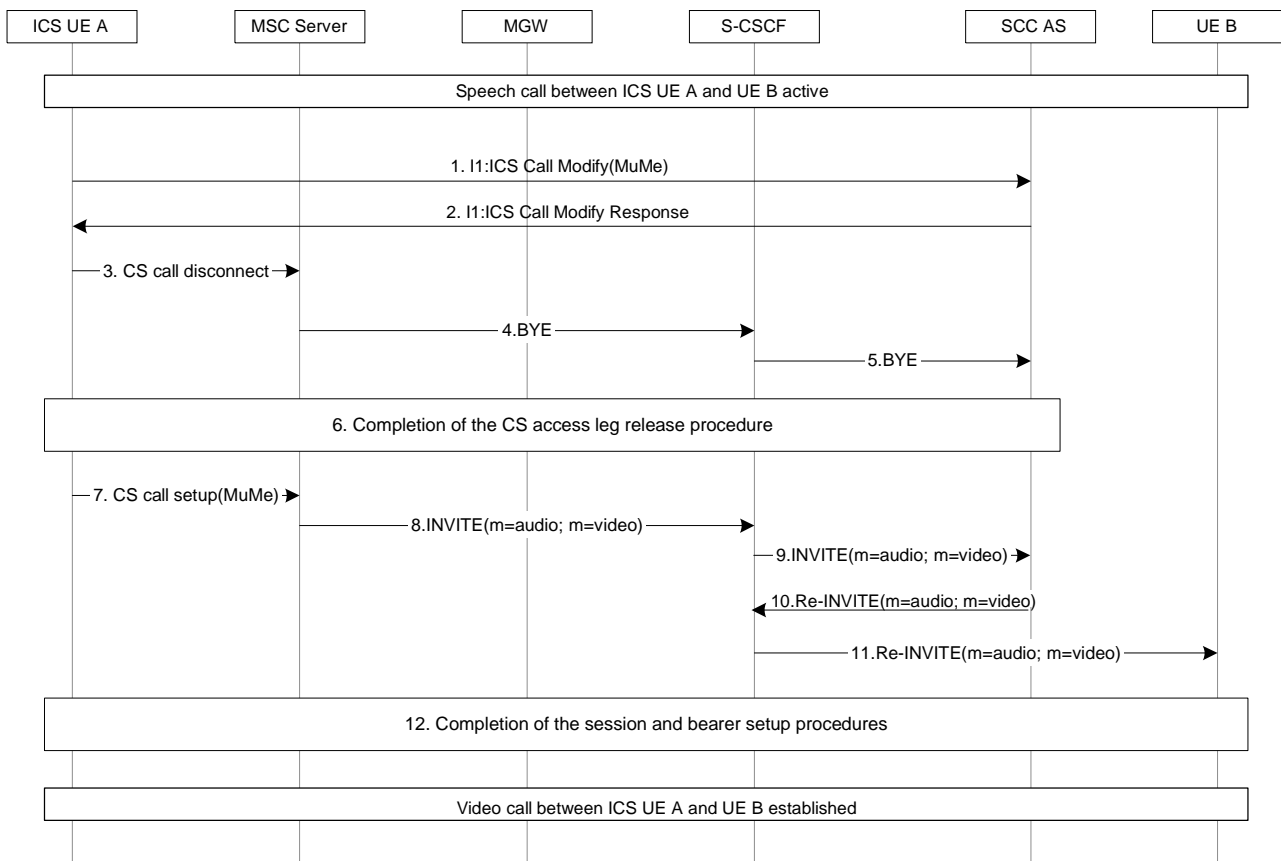 ICS UE A
MSC Server
MGW
S-CSCF
SCC AS
UE B
Speech call between ICS UE A and UE B active
1. I1:ICS Call Modify(MuMe)
2. I1:ICS Call Modify Response
3. CS call disconnect
4.BYE
5.BYE
6. Completion of the CS access leg release procedure
7. CS call setup(MuMe)
8.INVITE(m=audio; m=video)
9.INVITE(m=audio; m=video)
10.Re-INVITE(m=audio; m=video)
11.Re-INVITE(m=audio; m=video)
12. Completion of the session and bearer setup procedures
Video call between ICS UE A and UE B established